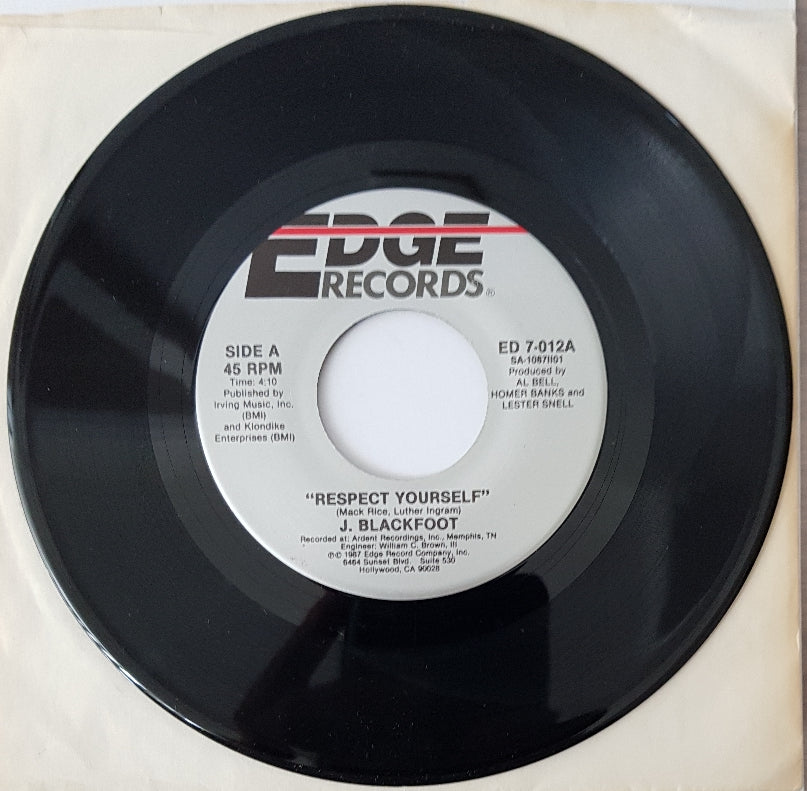 EDGE
RECORDS®
SIDE A
45 RPM
Time: 4:10
Published by
Irving Music, Inc.
(BMI)
and Klondike
Enterprises (BMI)
ED 7-012A
SA-1087II01
Produced by
AL BELL,
HOMER BANKS and
LESTER SNELL
"RESPECT YOURSELF"
(Mack Rice, Luther Ingram)
J. BLACKFOOT
Recorded at: Ardent Recordings, Inc., Memphis, TN
Engineer: William C. Brown, III
℗© 1987 Edge Record Company, Inc.
6464 Sunset Blvd. Suite 530
Hollywood, CA 90028